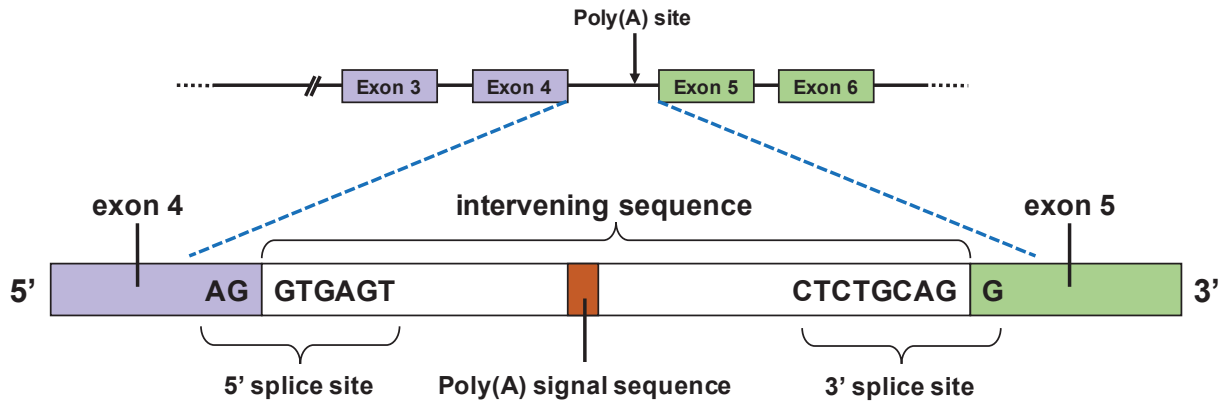 Poly(A) site
Exon 3 Exon 4 Exon 5 Exon 6
exon 4 intervening sequence exon 5
5’ AG GTGAGT CTCTGCAG G 3’
5’ splice site Poly(A) signal sequence 3’ splice site